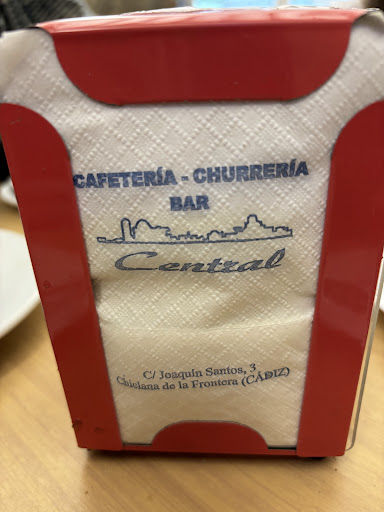 CAFETERÍA - CHURRERÍA
BAR
Central
C/ Joaquín Santos, 3
Chiclana de la Frontera (CÁDIZ)